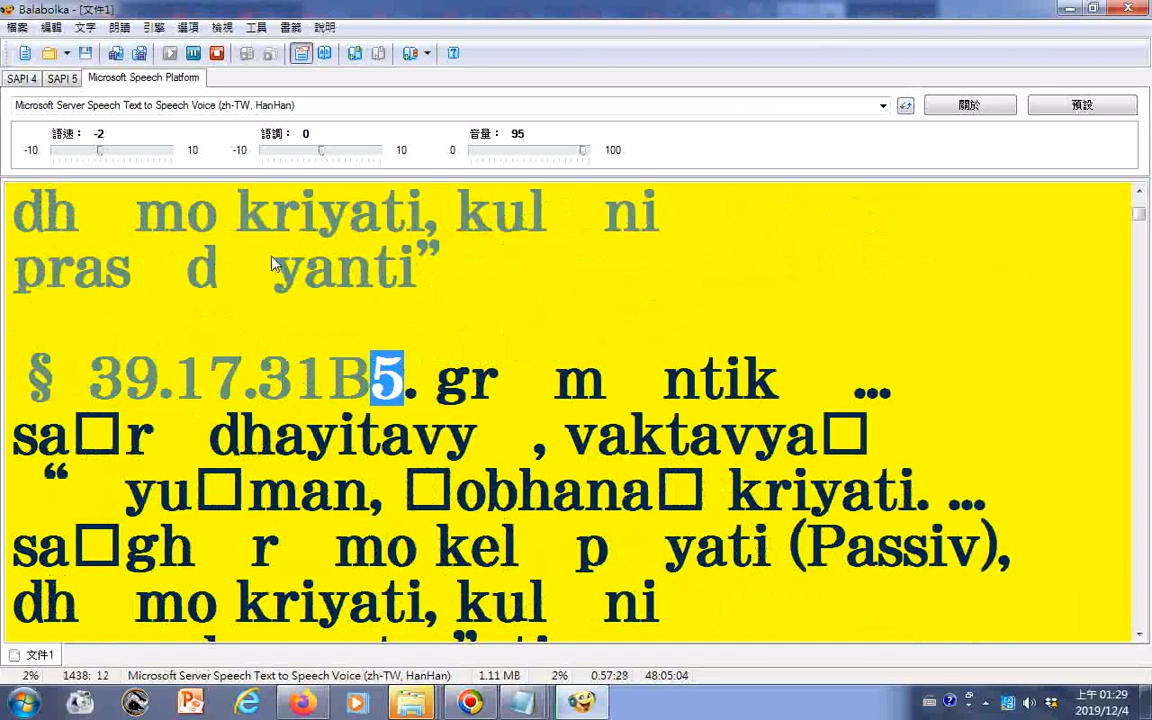 Balabolka - [文件1]
檔案 編輯 文字 朗讀 引擎 選項 檢視 工具 書籤 說明
SAPI 4 SAPI 5 Microsoft Speech Platform
Microsoft Server Speech Text to Speech Voice (zh-TW, HanHan) 關於 預設
語速： -2 語調： 0 音量： 95
-10 10 -10 10 0 100
dh mo kriyati, kul ni
pras d yanti”
§ 39.17.31B5. gr m ntik ...
sa□r dhayitavy , vaktavya□
“ yu□man, □obhana□ kriyati. ...
sa□gh r mo kel p yati (Passiv),
dh mo kriyati, kul ni
文件1
2% 1438: 12 Microsoft Server Speech Text to Speech Voice (zh-TW, HanHan) 1.11 MB 2% 0:57:28 48:05:04
上午 01:29
2019/12/4